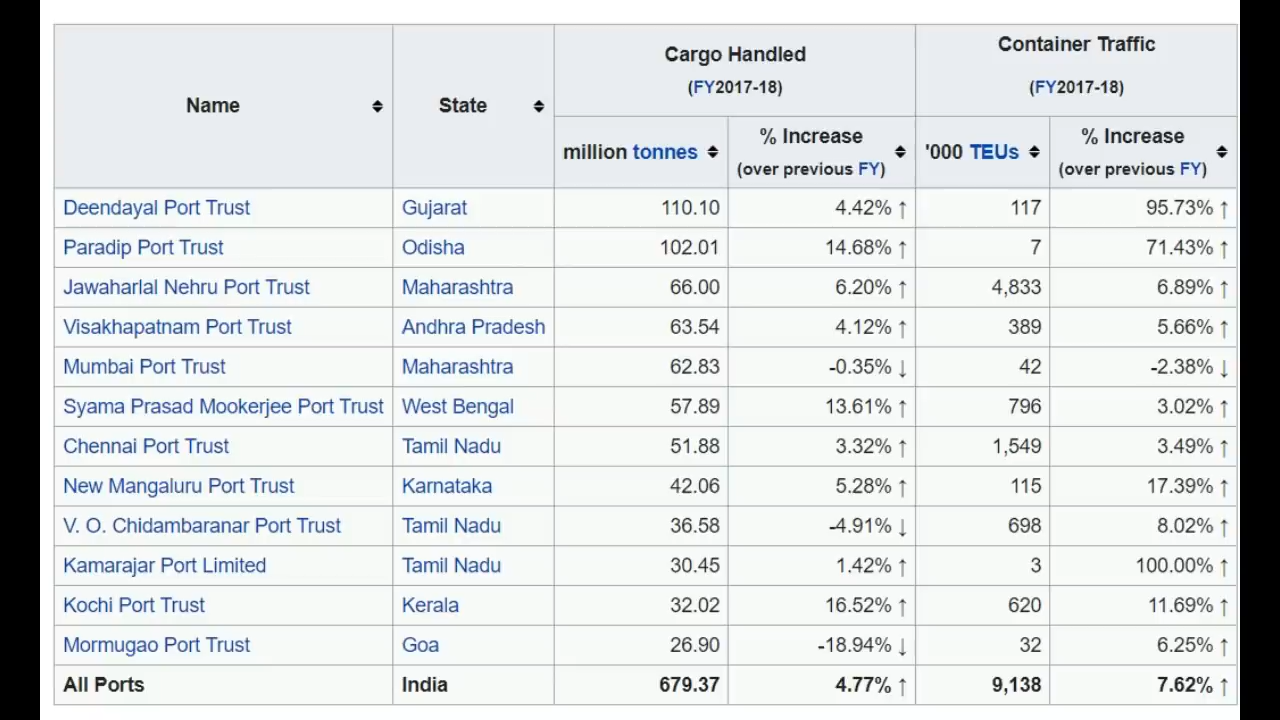 Name State Cargo Handled Container Traffic
(FY2017-18) (FY2017-18)
million tonnes % Increase '000 TEUs % Increase
(over previous FY) (over previous FY)
Deendayal Port Trust Gujarat 110.10 4.42% ↑ 117 95.73% ↑
Paradip Port Trust Odisha 102.01 14.68% ↑ 7 71.43% ↑
Jawaharlal Nehru Port Trust Maharashtra 66.00 6.20% ↑ 4,833 6.89% ↑
Visakhapatnam Port Trust Andhra Pradesh 63.54 4.12% ↑ 389 5.66% ↑
Mumbai Port Trust Maharashtra 62.83 -0.35% ↓ 42 -2.38% ↓
Syama Prasad Mookerjee Port Trust West Bengal 57.89 13.61% ↑ 796 3.02% ↑
Chennai Port Trust Tamil Nadu 51.88 3.32% ↑ 1,549 3.49% ↑
New Mangaluru Port Trust Karnataka 42.06 5.28% ↑ 115 17.39% ↑
V. O. Chidambaranar Port Trust Tamil Nadu 36.58 -4.91% ↓ 698 8.02% ↑
Kamarajar Port Limited Tamil Nadu 30.45 1.42% ↑ 3 100.00% ↑
Kochi Port Trust Kerala 32.02 16.52% ↑ 620 11.69% ↑
Mormugao Port Trust Goa 26.90 -18.94% ↓ 32 6.25% ↑
All Ports India 679.37 4.77% ↑ 9,138 7.62% ↑